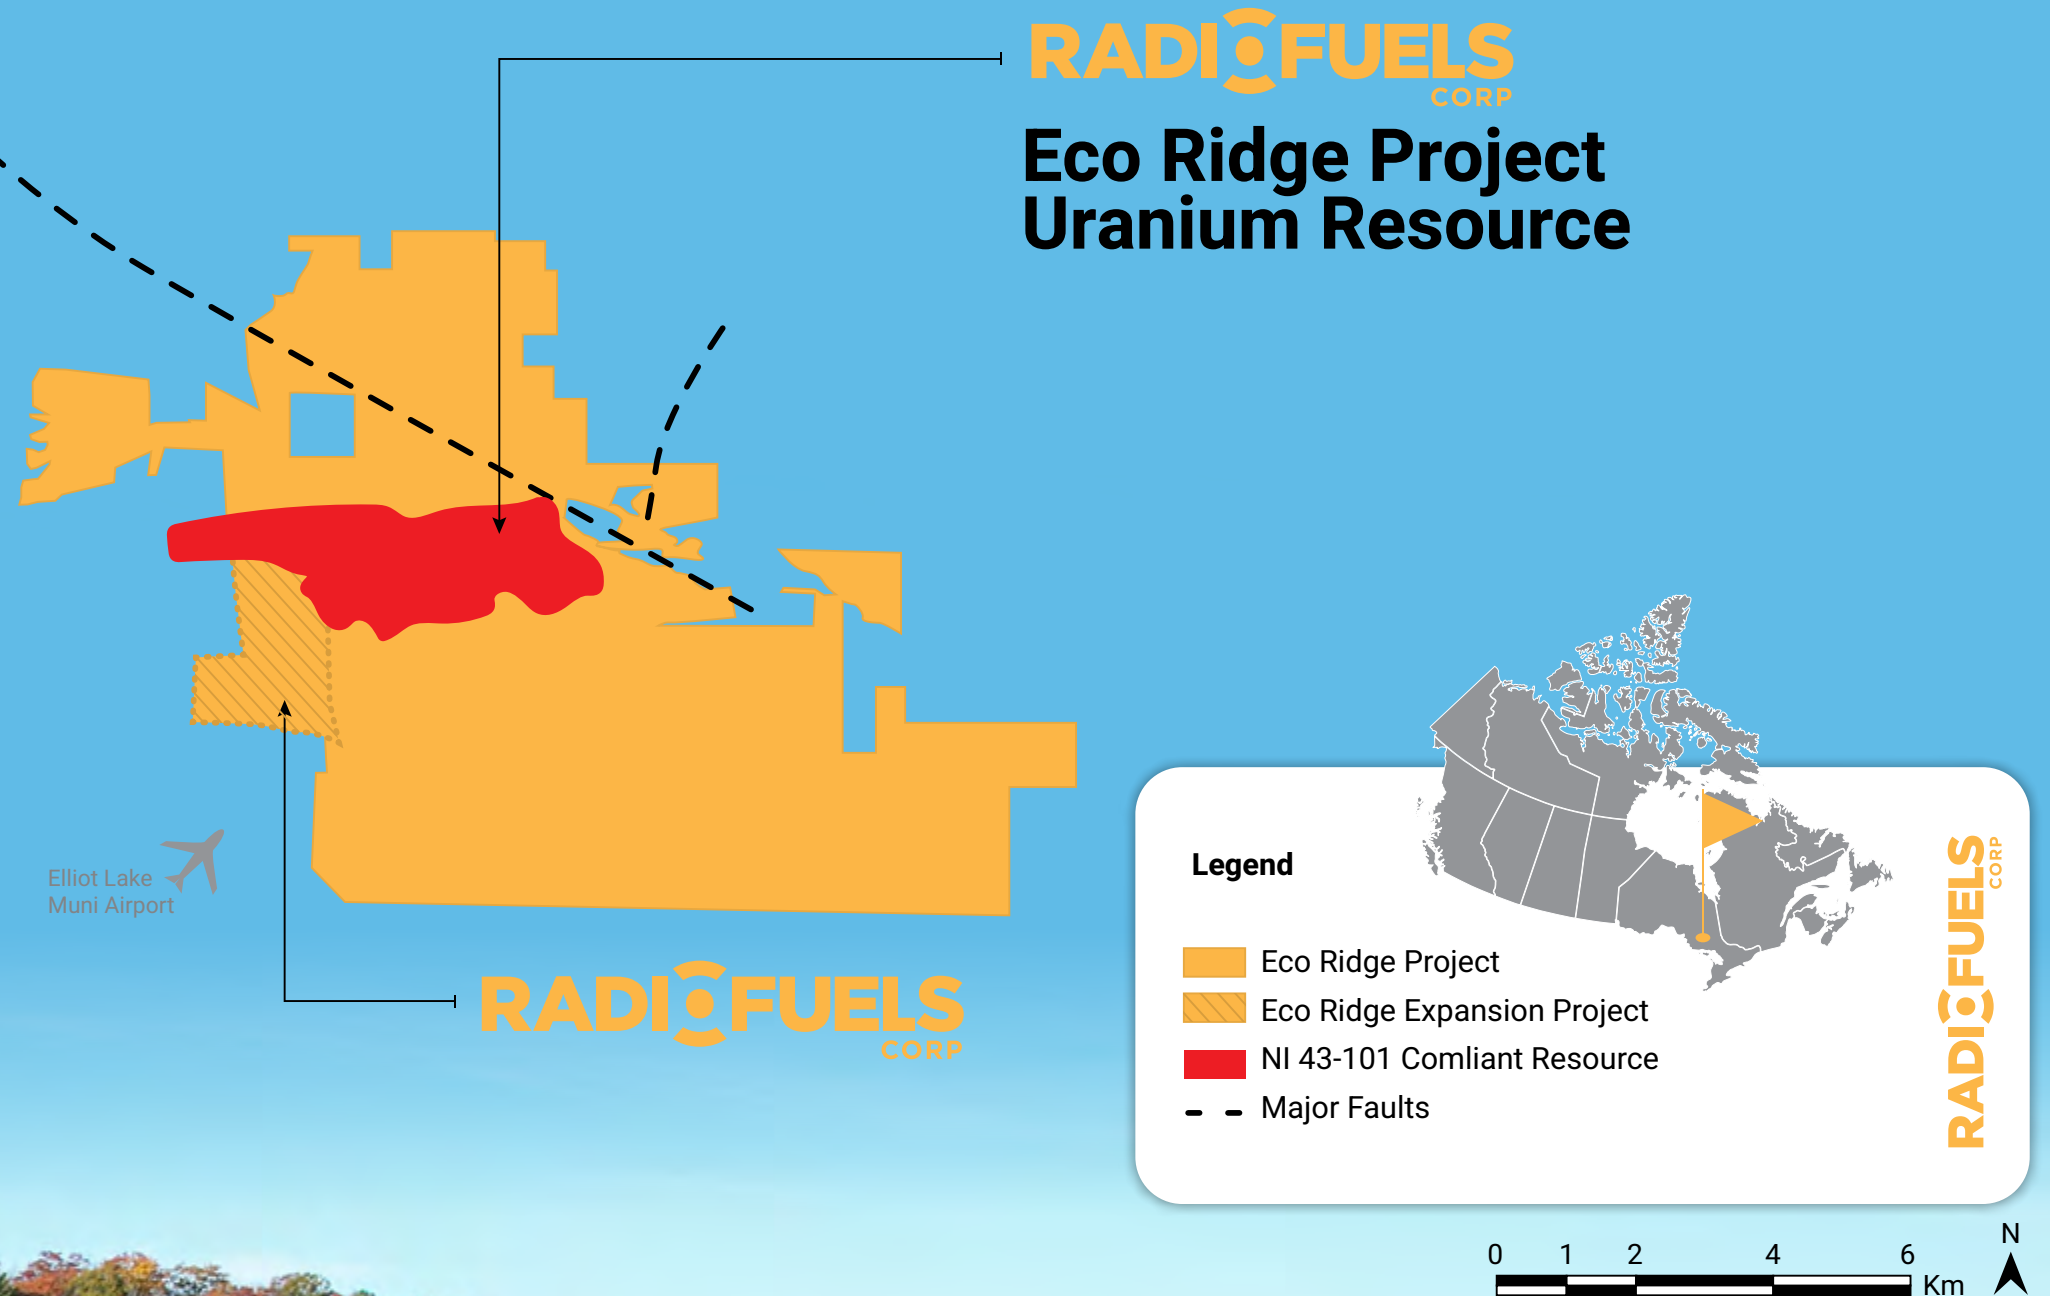 RADIOFUELS
CORP
Eco Ridge Project
Uranium Resource
Elliot Lake
Muni Airport
RADIOFUELS
CORP
Legend
Eco Ridge Project
Eco Ridge Expansion Project
NI 43-101 Comliant Resource
Major Faults
RADIOFUELS
CORP
0 1 2 4 6
Km
N